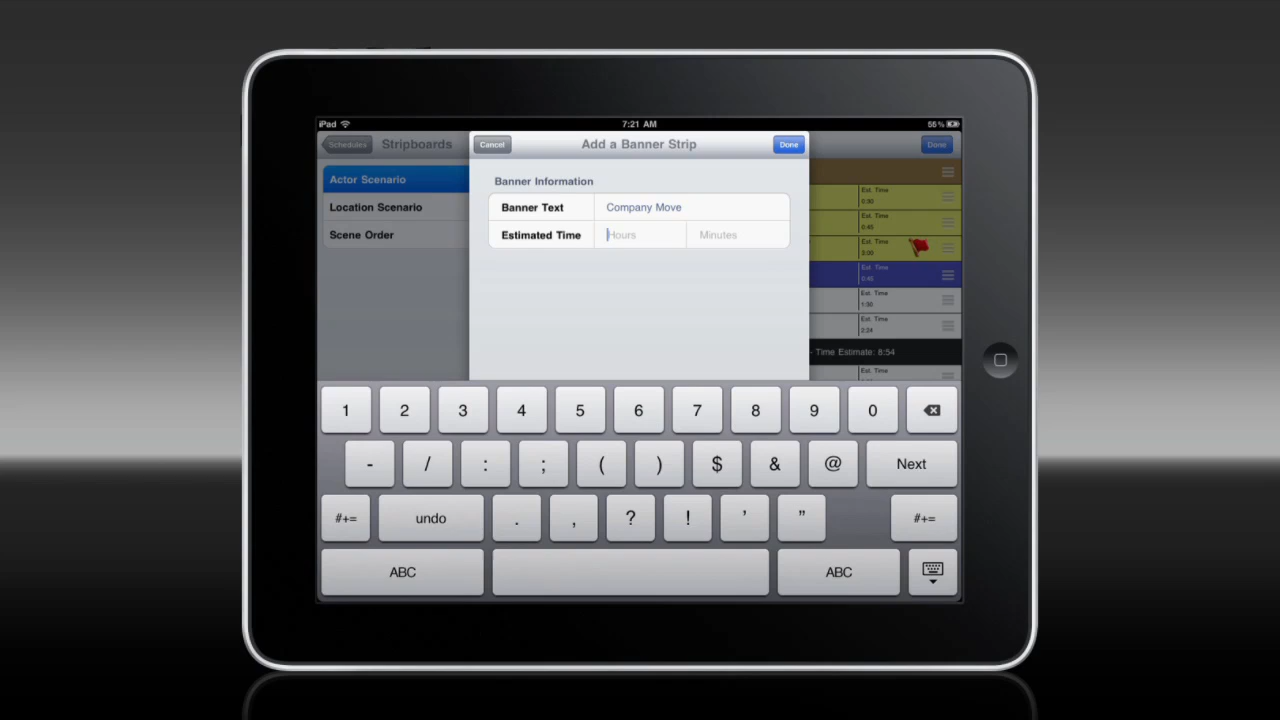 iPad 7:21 AM 55%
Schedules Stripboards Cancel Add a Banner Strip Done Done
Actor Scenario
Location Scenario
Scene Order
Banner Information
Banner Text Company Move
Estimated Time Hours Minutes
Est. Time
0:30
Est. Time
0:45
Est. Time
3:00
Est. Time
0:45
Est. Time
1:30
Est. Time
2:24
- Time Estimate: 8:54
Est. Time
1 2 3 4 5 6 7 8 9 0
- / : ; ( ) $ & @ Next
#+= undo . , ? ! ’ ” #+=
ABC ABC